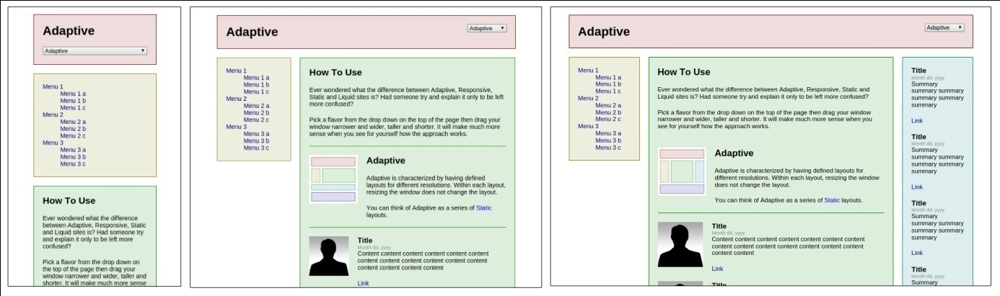 Adaptive
Adaptive
Menu 1
Menu 1 a
Menu 1 b
Menu 1 c
Menu 2
Menu 2 a
Menu 2 b
Menu 2 c
Menu 3
Menu 3 a
Menu 3 b
Menu 3 c
How To Use
Ever wondered what the difference
between Adaptive, Responsive, Static
and Liquid sites is? Had someone try
and explain it only to be left more
confused?
Pick a flavor from the drop down on
the top of the page then drag your
window narrower and wider, taller and
shorter. It will make much more sense
Adaptive
Adaptive
Menu 1
Menu 1 a
Menu 1 b
Menu 1 c
Menu 2
Menu 2 a
Menu 2 b
Menu 2 c
Menu 3
Menu 3 a
Menu 3 b
Menu 3 c
How To Use
Ever wondered what the difference between Adaptive, Responsive,
Static and Liquid sites is? Had someone try and explain it only to be left
more confused?
Pick a flavor from the drop down on the top of the page then drag your
window narrower and wider, taller and shorter. It will make much more
sense when you see for yourself how the approach works.
Adaptive
Adaptive is characterized by having defined
layouts for different resolutions. Within each layout,
resizing the window does not change the layout.
You can think of Adaptive as a series of Static
layouts.
Title
Month dd, yyyy
Content content content content content content
content content content content content content
content content content content
Link
Adaptive
Adaptive
Menu 1
Menu 1 a
Menu 1 b
Menu 1 c
Menu 2
Menu 2 a
Menu 2 b
Menu 2 c
Menu 3
Menu 3 a
Menu 3 b
Menu 3 c
How To Use
Ever wondered what the difference between Adaptive, Responsive, Static and
Liquid sites is? Had someone try and explain it only to be left more confused?
Pick a flavor from the drop down on the top of the page then drag your window
narrower and wider, taller and shorter. It will make much more sense when you
see for yourself how the approach works.
Adaptive
Adaptive is characterized by having defined layouts for
different resolutions. Within each layout, resizing the window
does not change the layout.
You can think of Adaptive as a series of Static layouts.
Title
Month dd, yyyy
Content content content content content content
content content content content content content content
content content
Link
Title
Title
Month dd, yyyy
Summary
summary summary
summary summary
summary
Link
Title
Month dd, yyyy
Summary
summary summary
summary summary
summary
Link
Title
Month dd, yyyy
Summary
summary summary
summary summary
summary
Link
Title
Month dd, yyyy
Summary